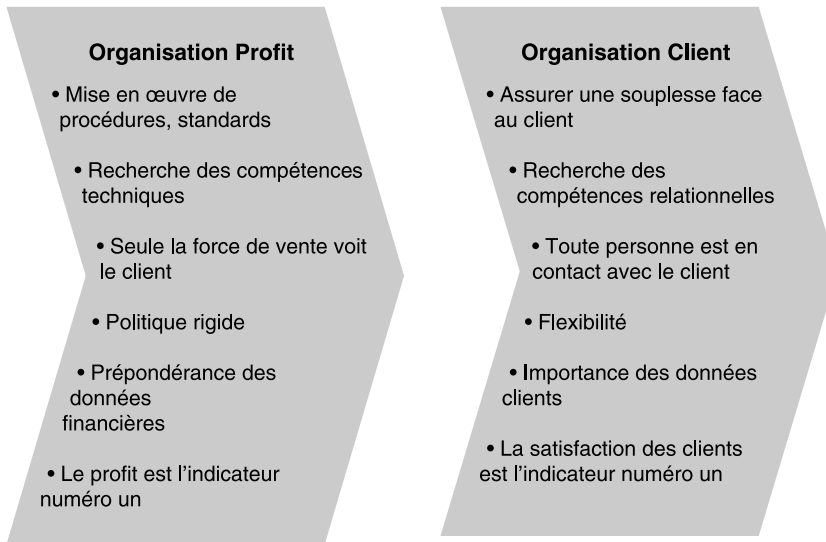 Organisation Profit
• Mise en œuvre de
procédures, standards
• Recherche des compétences
techniques
• Seule la force de vente voit
le client
• Politique rigide
• Prépondérance des
données
financières
• Le profit est l'indicateur
numéro un
Organisation Client
• Assurer une souplesse face
au client
• Recherche des
compétences relationnelles
• Toute personne est en
contact avec le client
• Flexibilité
• Importance des données
clients
• La satisfaction des clients
est l'indicateur numéro un